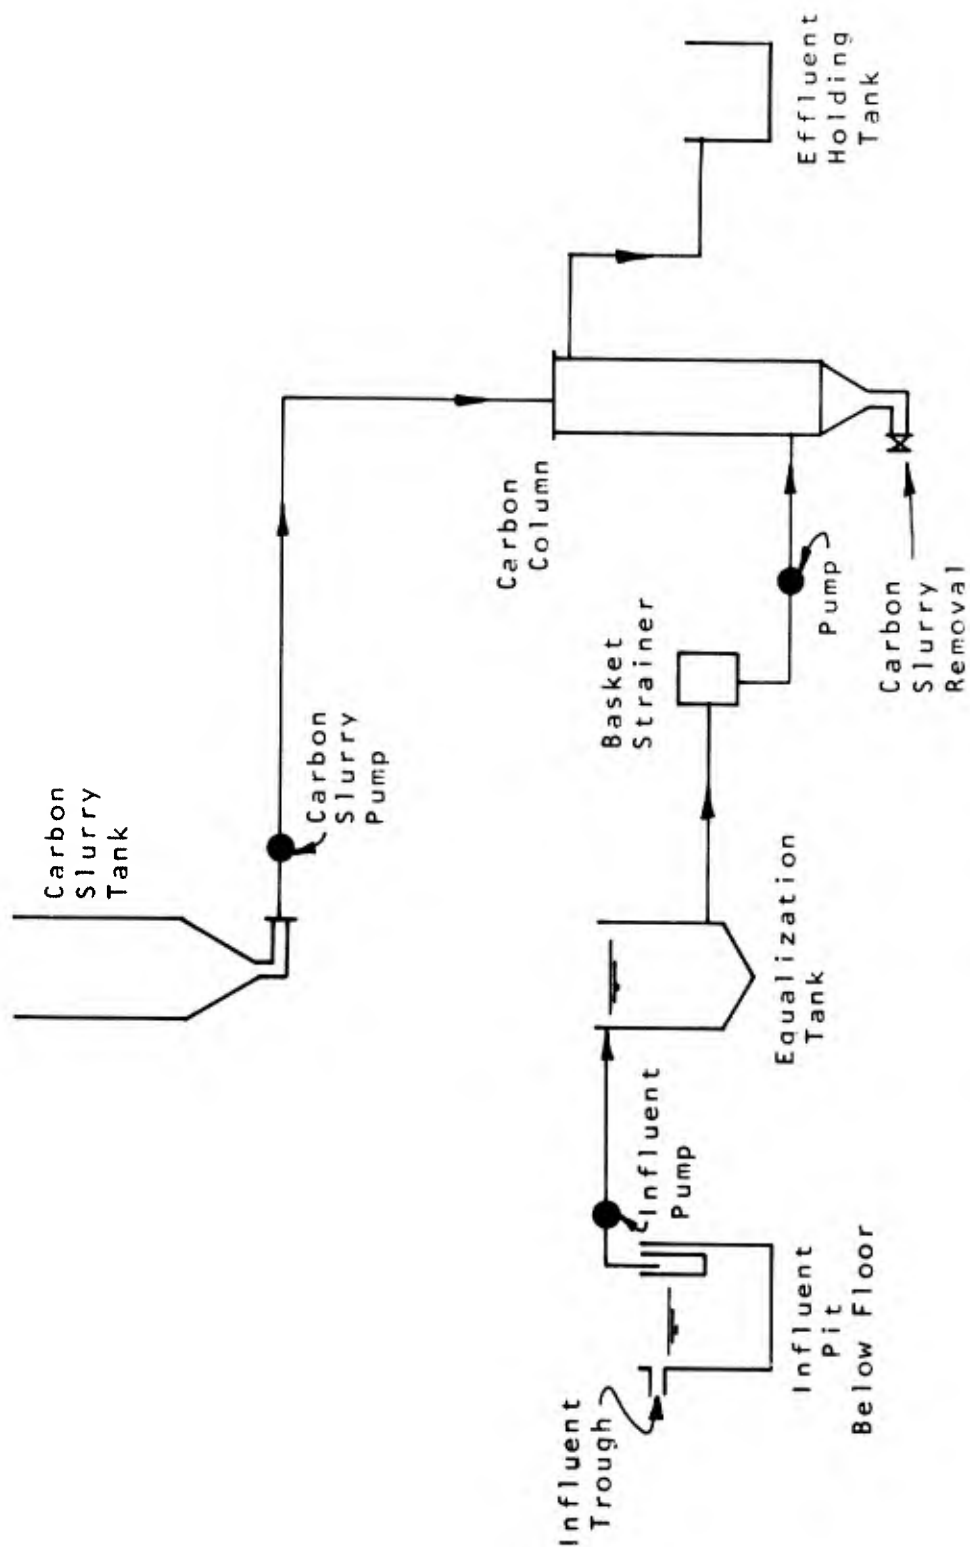 Carbon
Slurry
Tank
Carbon
Slurry
Pump
Carbon
Column
Basket
Strainer
Pump
Carbon
Slurry
Removal
Effluent
Holding
Tank
Equalization
Tank
Influent
Pump
Influent
Trough
Influent
Pit
Below Floor